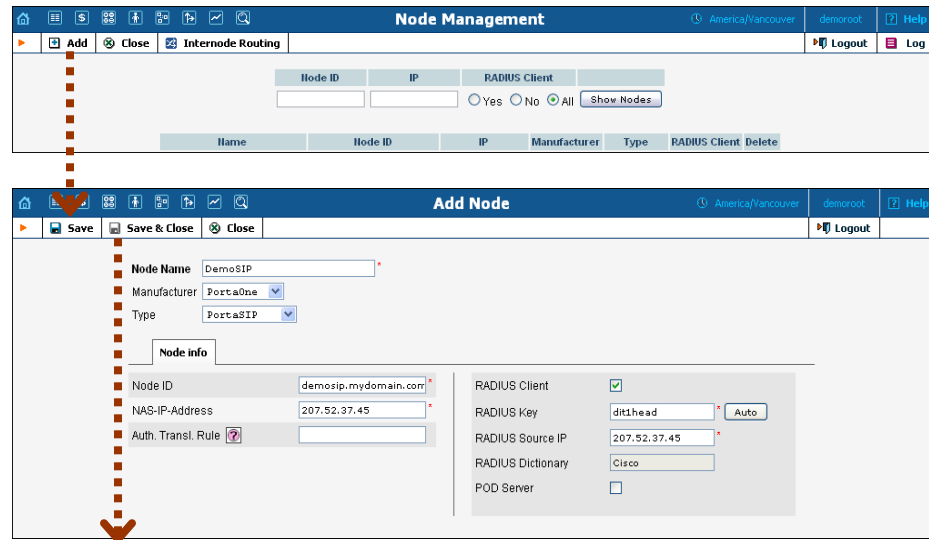 Node Management America/Vancouver demoroot ? Help
Add Close Internode Routing Logout Log
Node ID IP RADIUS Client
Yes No All Show Nodes
Name Node ID IP Manufacturer Type RADIUS Client Delete
Add Node America/Vancouver demoroot ? Help
Save Save & Close Close Logout
Node Name DemoSIP *
Manufacturer PortaOne
Type PortaSIP
Node info
Node ID demosip.mydomain.com * RADIUS Client
NAS-IP-Address 207.52.37.45 * RADIUS Key dit1head * Auto
Auth. Transl. Rule ? RADIUS Source IP 207.52.37.45 *
RADIUS Dictionary Cisco
POD Server